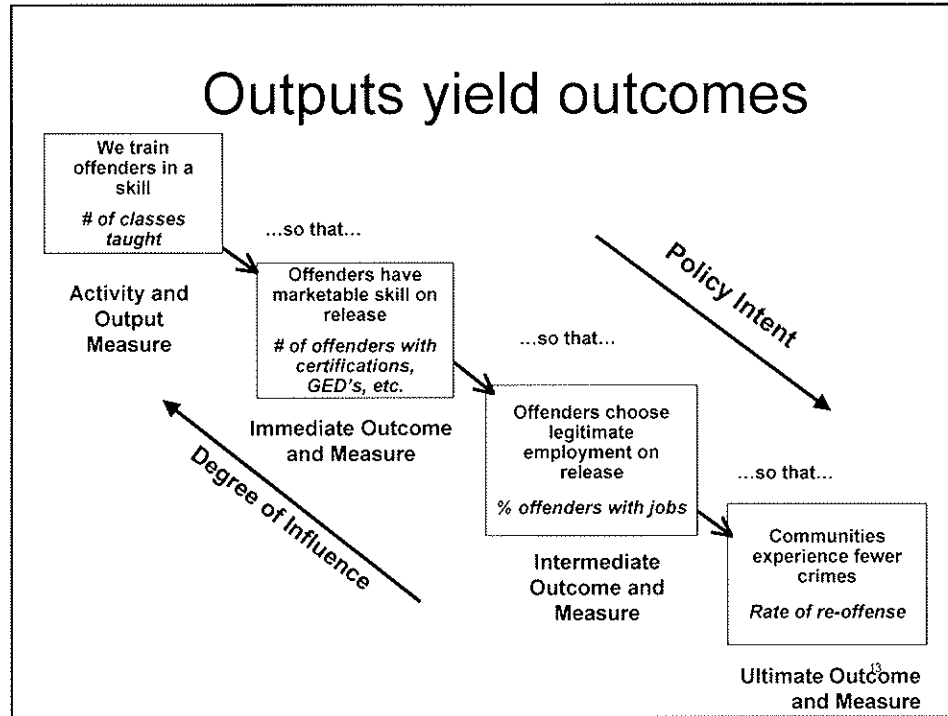 Outputs yield outcomes
We train
offenders in a
skill
# of classes
taught
Activity and
Output
Measure
...so that...
Offenders have
marketable skill on
release
# of offenders with
certifications,
GED's, etc.
Immediate Outcome
and Measure
...so that...
Offenders choose
legitimate
employment on
release
% offenders with jobs
Intermediate
Outcome and
Measure
...so that...
Communities
experience fewer
crimes
Rate of re-offense
Ultimate Outcome
and Measure
Policy Intent
Degree of Influence
13